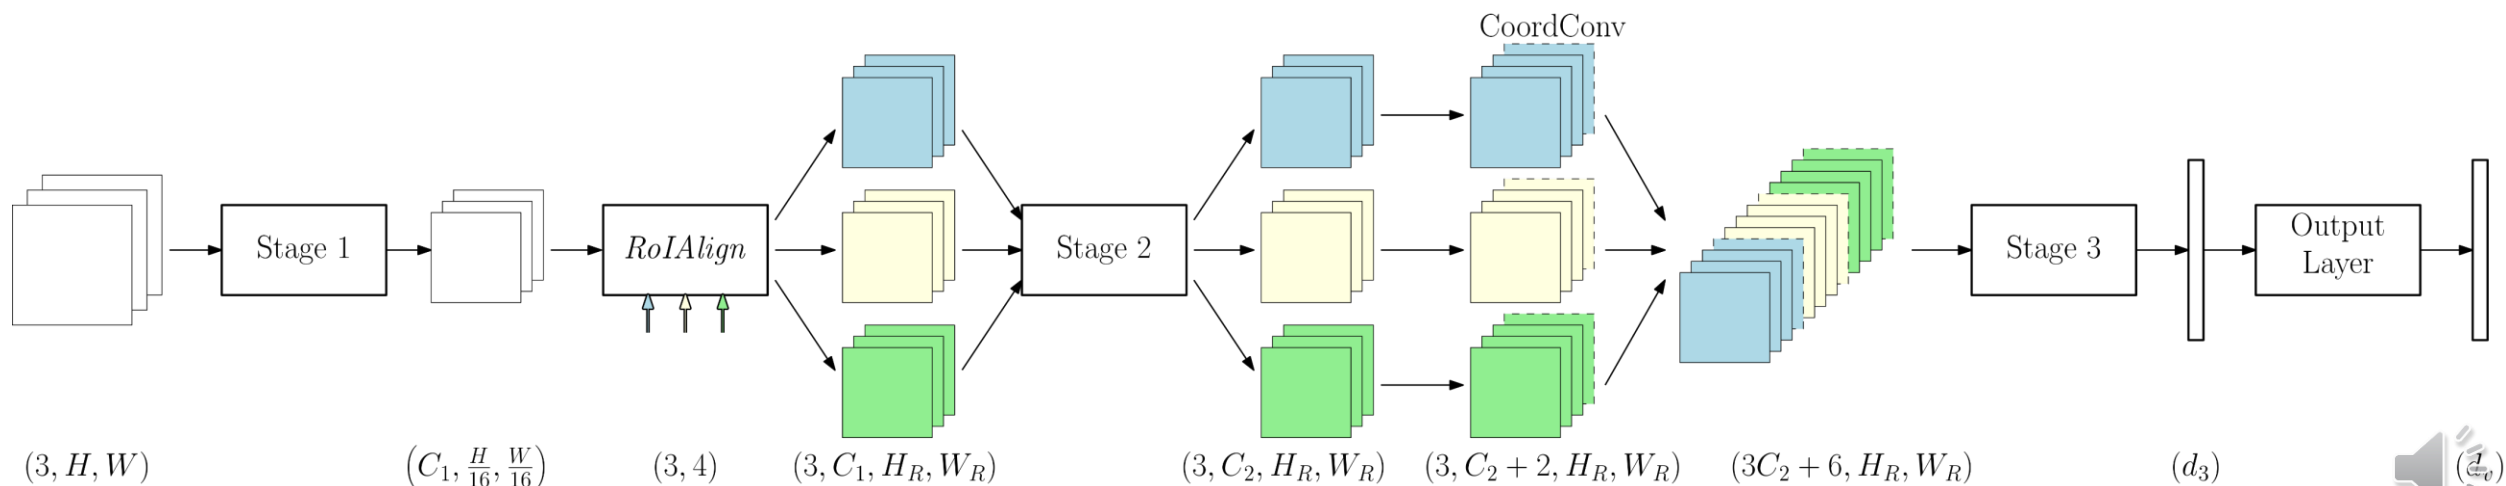 CoordConv
Stage 1
RoIAlign
Stage 2
Stage 3
Output
Layer
(3, H, W)
(C₁, H/16, W/16)
(3, 4)
(3, C₁, H_R, W_R)
(3, C₂, H_R, W_R)
(3, C₂ + 2, H_R, W_R)
(3C₂ + 6, H_R, W_R)
(d₃)